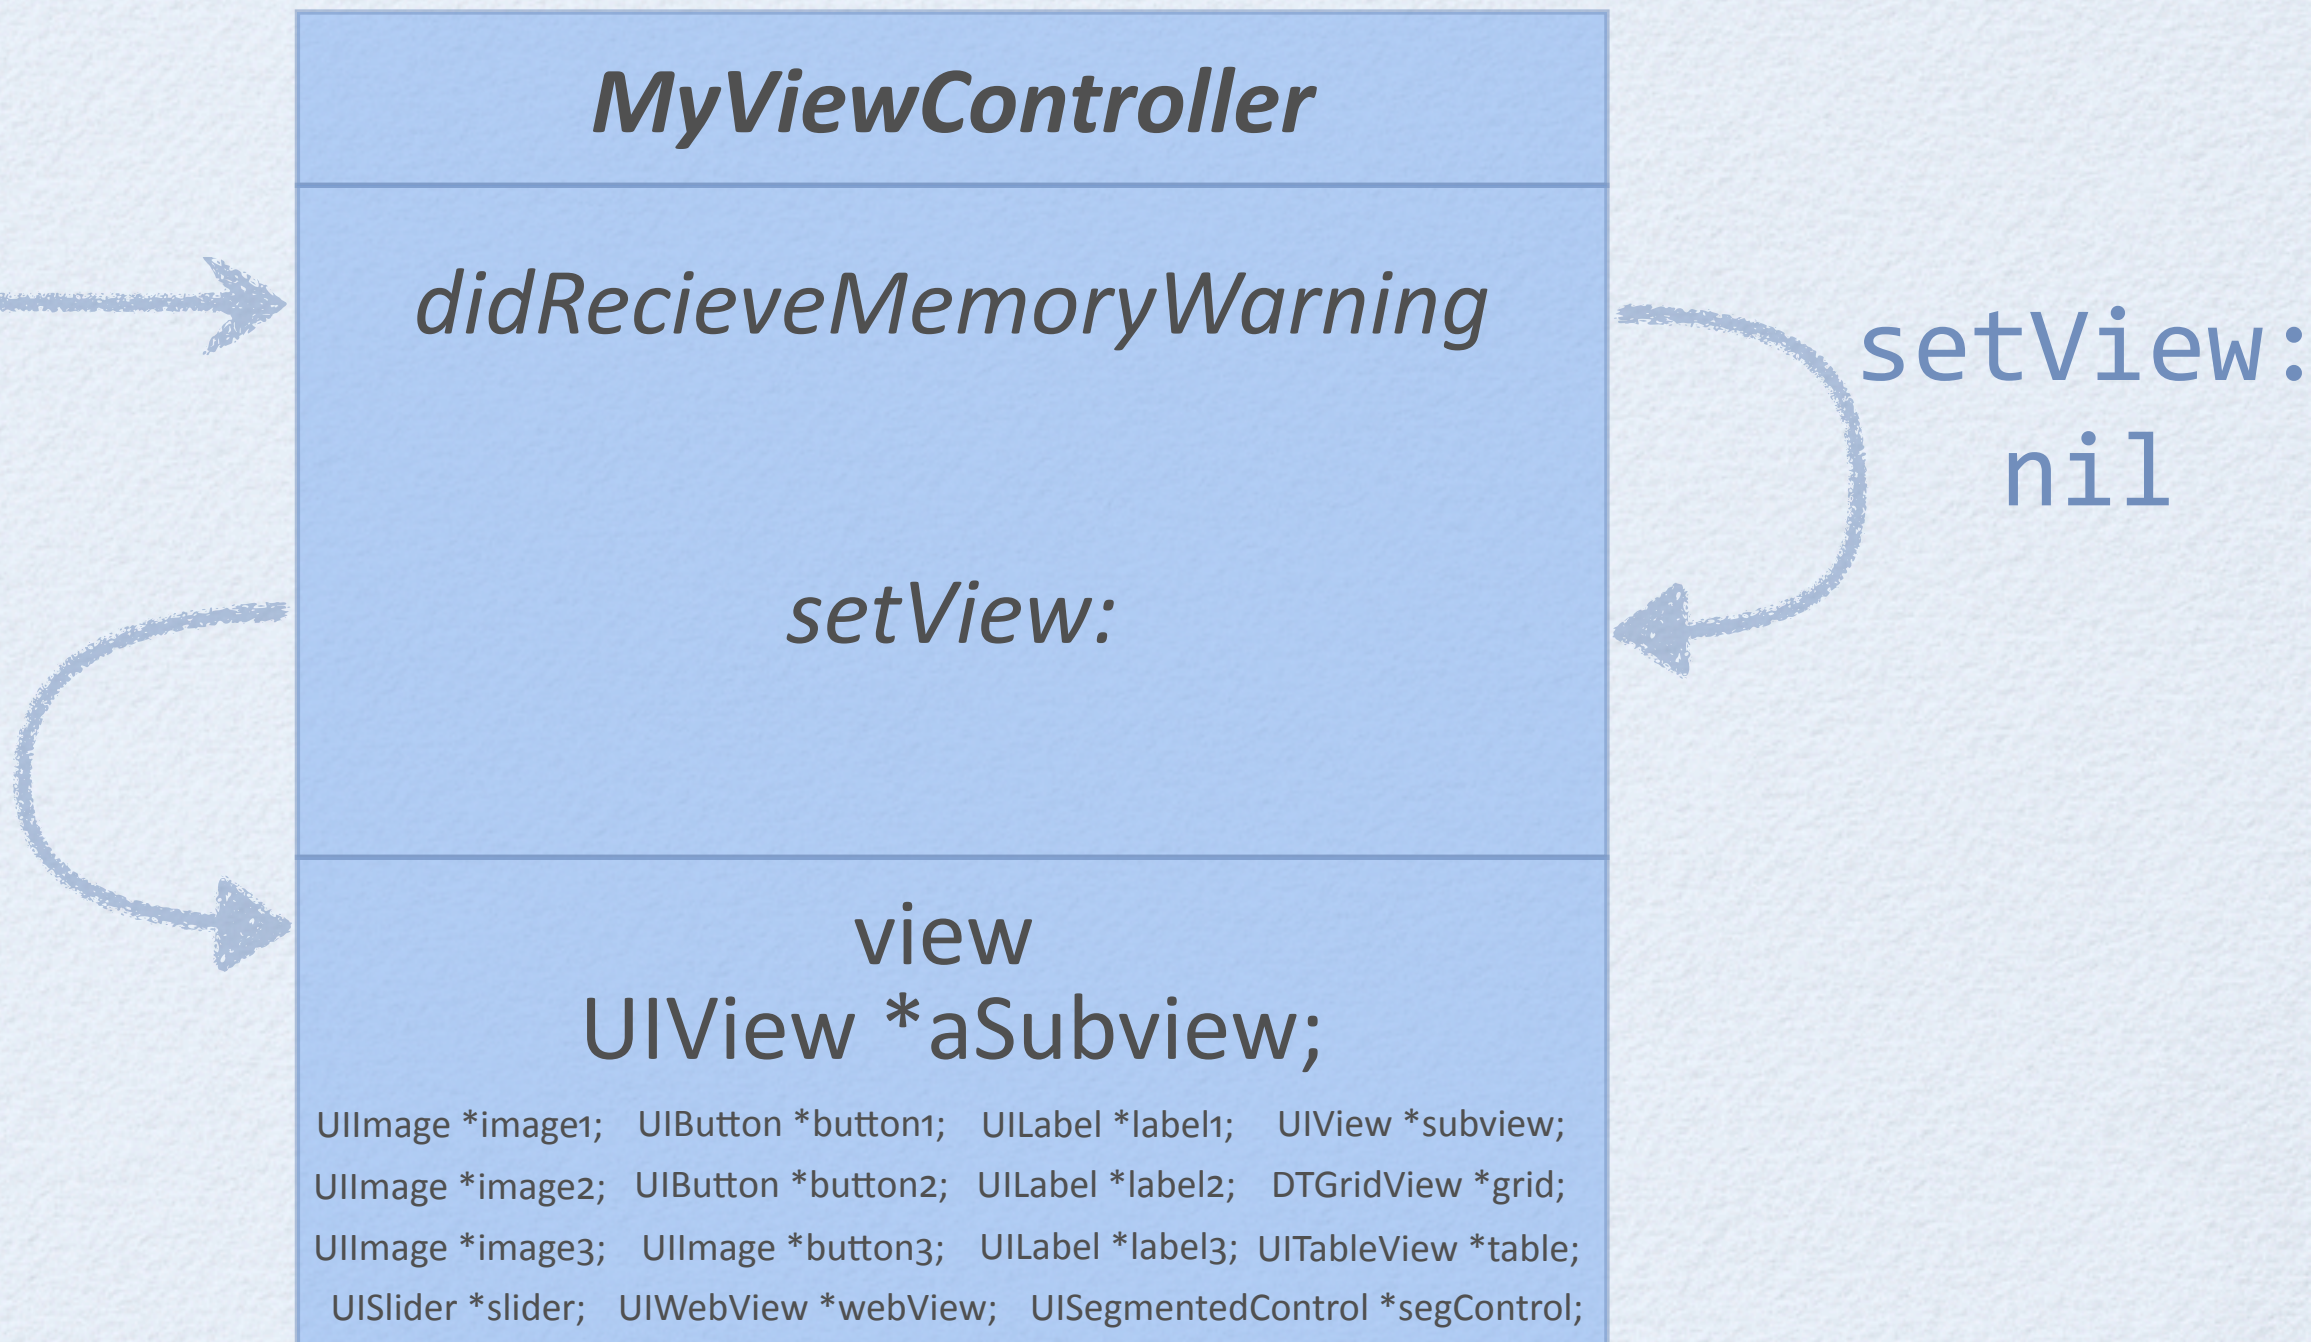 MyViewController
didRecieveMemoryWarning
setView:
nil
setView:
view
UIView *aSubview;
UIImage *image1; UIButton *button1; UILabel *label1; UIView *subview;
UIImage *image2; UIButton *button2; UILabel *label2; DTGridView *grid;
UIImage *image3; UIImage *button3; UILabel *label3; UITableView *table;
UISlider *slider; UIWebView *webView; UISegmentedControl *segControl;